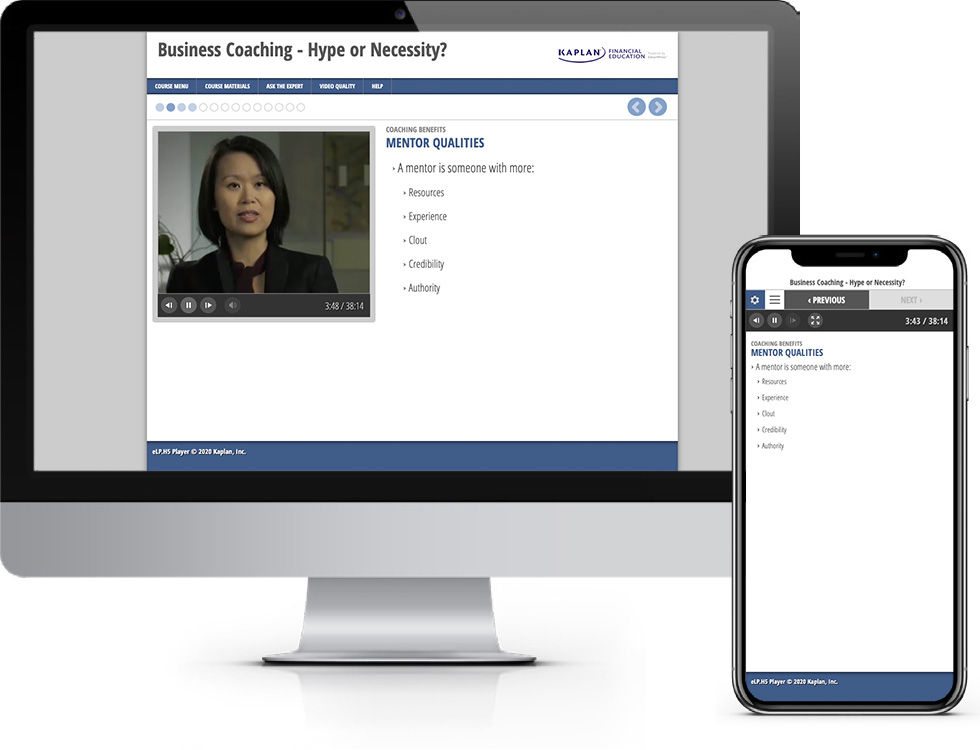 Business Coaching - Hype or Necessity?
KAPLAN FINANCIAL EDUCATION
COURSE MENU COURSE MATERIALS ASK THE EXPERT VIDEO QUALITY HELP
COACHING BENEFITS
MENTOR QUALITIES
› A mentor is someone with more:
› Resources
› Experience
› Clout
› Credibility
› Authority
3:48 / 38:14
eLP.H5 Player © 2020 Kaplan, Inc.
Business Coaching - Hype or Necessity?
‹ PREVIOUS NEXT ›
3:43 / 38:14
COACHING BENEFITS
MENTOR QUALITIES
› A mentor is someone with more:
› Resources
› Experience
› Clout
› Credibility
› Authority
eLP.H5 Player © 2020 Kaplan, Inc.